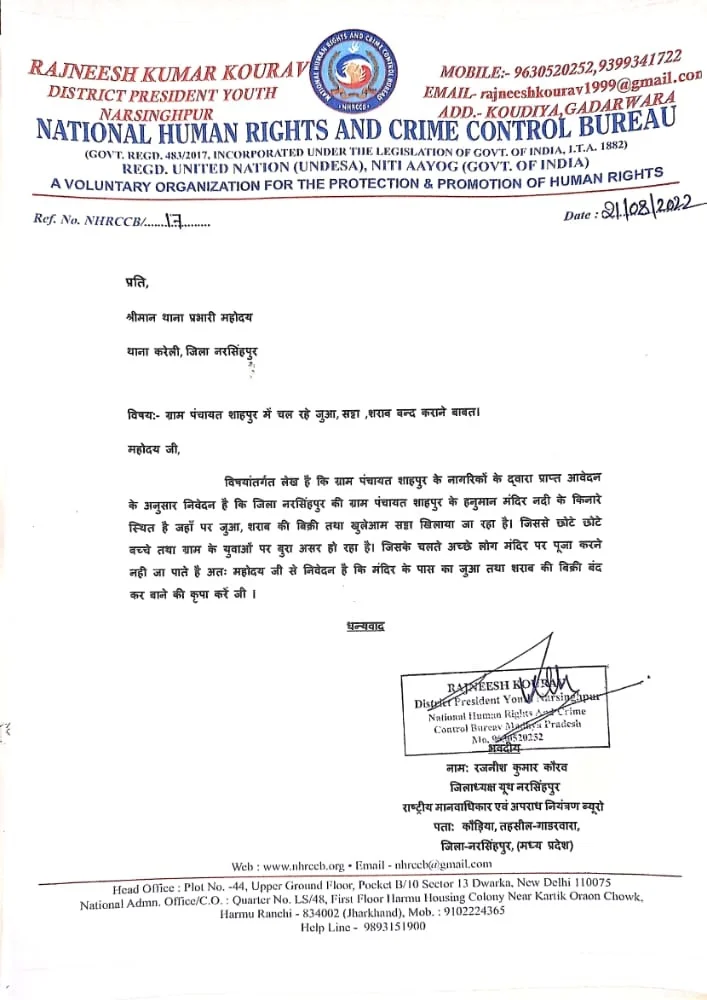 RAJNEESH KUMAR KOURAV
DISTRICT PRESIDENT YOUTH
NARSINGHPUR
NATIONAL HUMAN RIGHTS AND CRIME CONTROL BUREAU
NHRCCB
MOBILE:- 9630520252,9399341722
EMAIL- rajneeshkourav1999@gmail.com
ADD.- KOUDIYA,GADARWARA
NATIONAL HUMAN RIGHTS AND CRIME CONTROL BUREAU
(GOVT. REGD. 483/2017, INCORPORATED UNDER THE LEGISLATION OF GOVT. OF INDIA, I.T.A. 1882)
REGD. UNITED NATION (UNDESA), NITI AAYOG (GOVT. OF INDIA)
A VOLUNTARY ORGANIZATION FOR THE PROTECTION & PROMOTION OF HUMAN RIGHTS
Ref. No. NHRCCB/.......17.........
Date : 21/08/2022
प्रति,
श्रीमान थाना प्रभारी महोदय
थाना करेली, जिला नरसिंहपुर
विषय:- ग्राम पंचायत शाहपुर में चल रहे जुआ, सट्टा ,शराब बन्द कराने बाबत।
महोदय जी,
विषयांतर्गत लेख है कि ग्राम पंचायत शाहपुर के नागरिकों के द्वारा प्राप्त आवेदन
के अनुसार निवेदन है कि जिला नरसिंहपुर की ग्राम पंचायत शाहपुर के हनुमान मंदिर नदी के किनारे
स्थित है जहाँ पर जुआ, शराब की बिक्री तथा खुलेआम सट्टा खिलाया जा रहा है। जिससे छोटे छोटे
बच्चे तथा ग्राम के युवाओं पर बुरा असर हो रहा है। जिसके चलते अच्छे लोग मंदिर पर पूजा करने
नही जा पाते है अतः महोदय जी से निवेदन है कि मंदिर के पास का जुआ तथा शराब की बिक्री बंद
कर बाने की कृपा करें जी ।
धन्यवाद
RAJNEESH KOURAV
District President Youth Narsinghpur
National Human Rights And Crime
Control Bureav Madhya Pradesh
Mo. 9630520252
भवदीय
नाम: रजनीश कुमार कौरव
जिलाध्यक्ष यूथ नरसिंहपुर
राष्ट्रीय मानवाधिकार एवं अपराध नियंत्रण ब्यूरो
पता: कौड़िया, तहसील-गाडरवारा,
जिला-नरसिंहपुर, (मध्य प्रदेश)
Web : www.nhrccb.org • Email - nhrccb@gmail.com
Head Office : Plot No. -44, Upper Ground Floor, Pocket B/10 Sector 13 Dwarka, New Delhi 110075
National Admn. Office/C.O. : Quarter No. LS/48, First Floor Harmu Housing Colony Near Kartik Oraon Chowk,
Harmu Ranchi - 834002 (Jharkhand), Mob. : 9102224365
Help Line - 9893151900